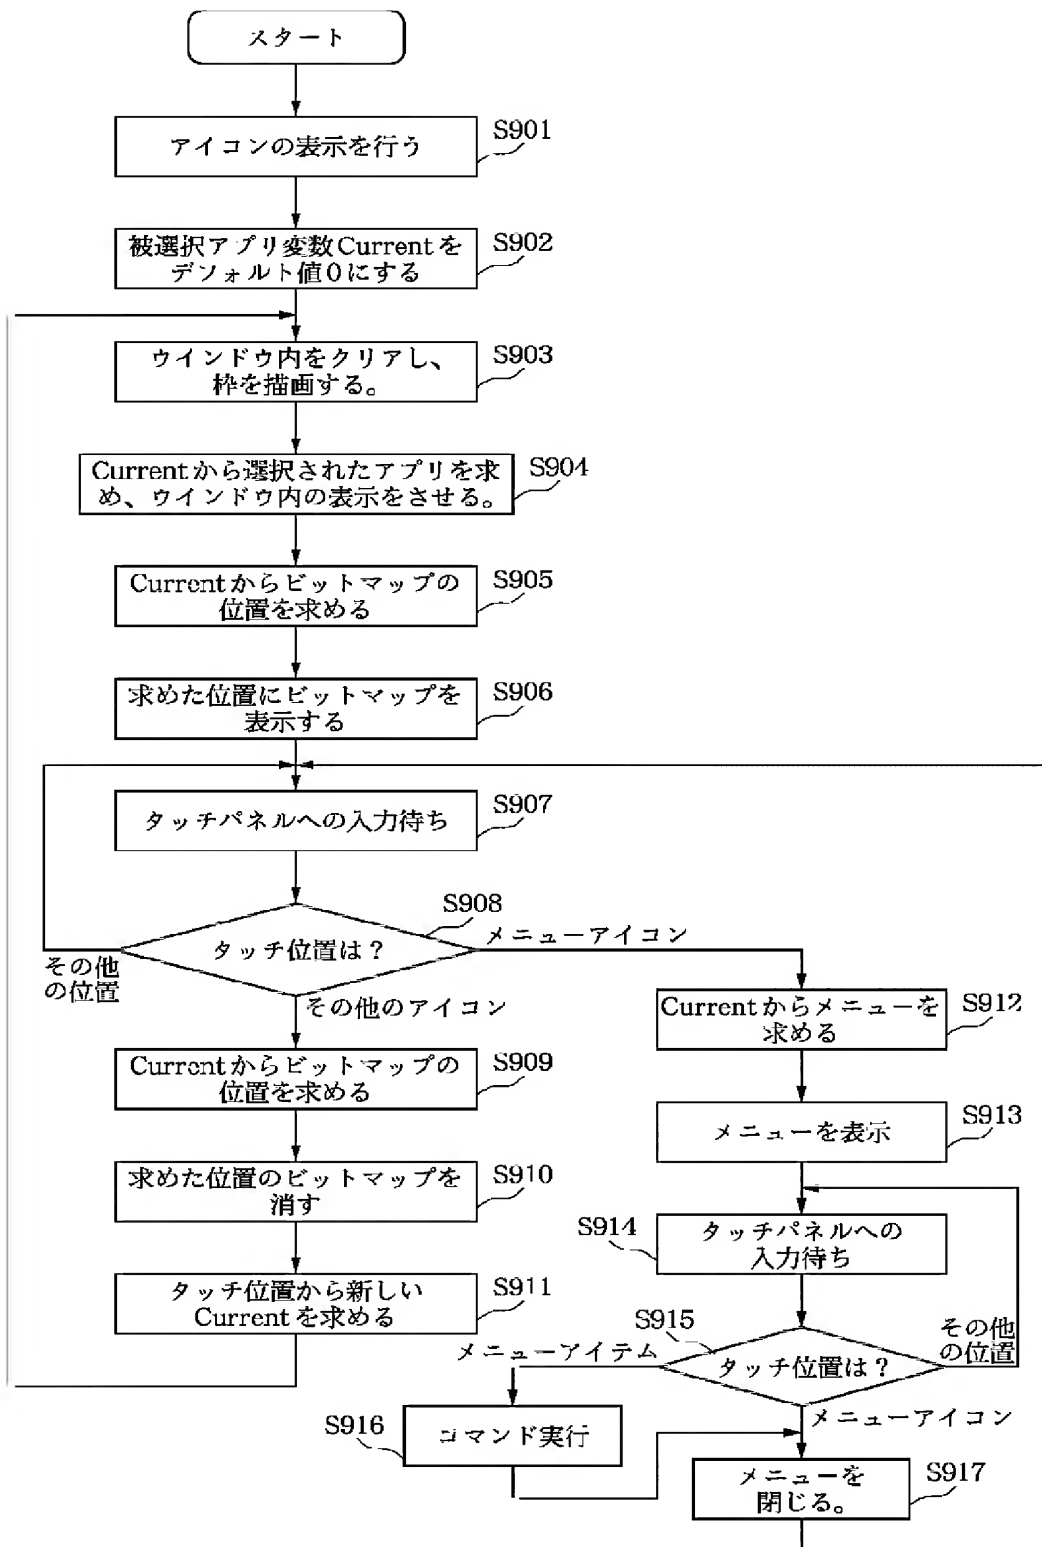 スタート
アイコンの表示を行う
S901
被選択アプリ変数Currentを
デフォルト値0にする
S902
ウインドウ内をクリアし、
枠を描画する。
S903
Currentから選択されたアプリを求
め、ウインドウ内の表示をさせる。
S904
Currentからビットマップの
位置を求める
S905
求めた位置にビットマップを
表示する
S906
タッチパネルへの入力待ち
S907
タッチ位置は?
S908
その他
の位置
メニューアイコン
その他のアイコン
Currentからビットマップの
位置を求める
S909
求めた位置のビットマップを
消す
S910
タッチ位置から新しい
Currentを求める
S911
Currentからメニューを
求める
S912
メニューを表示
S913
タッチパネルへの
入力待ち
S914
タッチ位置は?
S915
その他
の位置
メニューアイテム
メニューアイコン
コマンド実行
S916
メニューを
閉じる。
S917